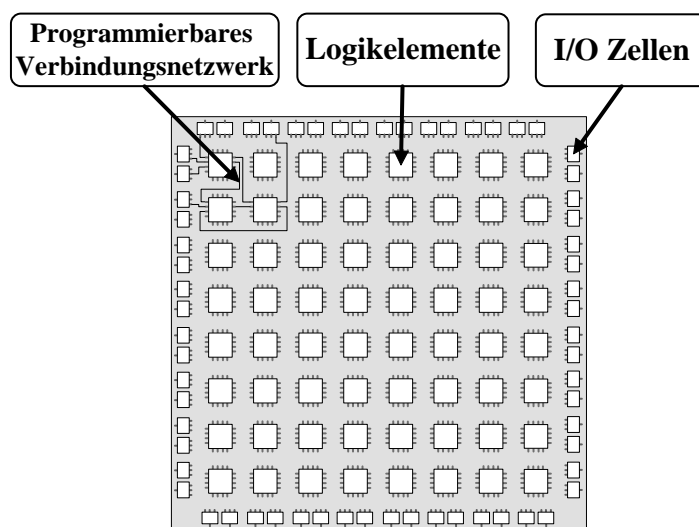 Programmierbares
Verbindungsnetzwerk
Logikelemente
I/O Zellen